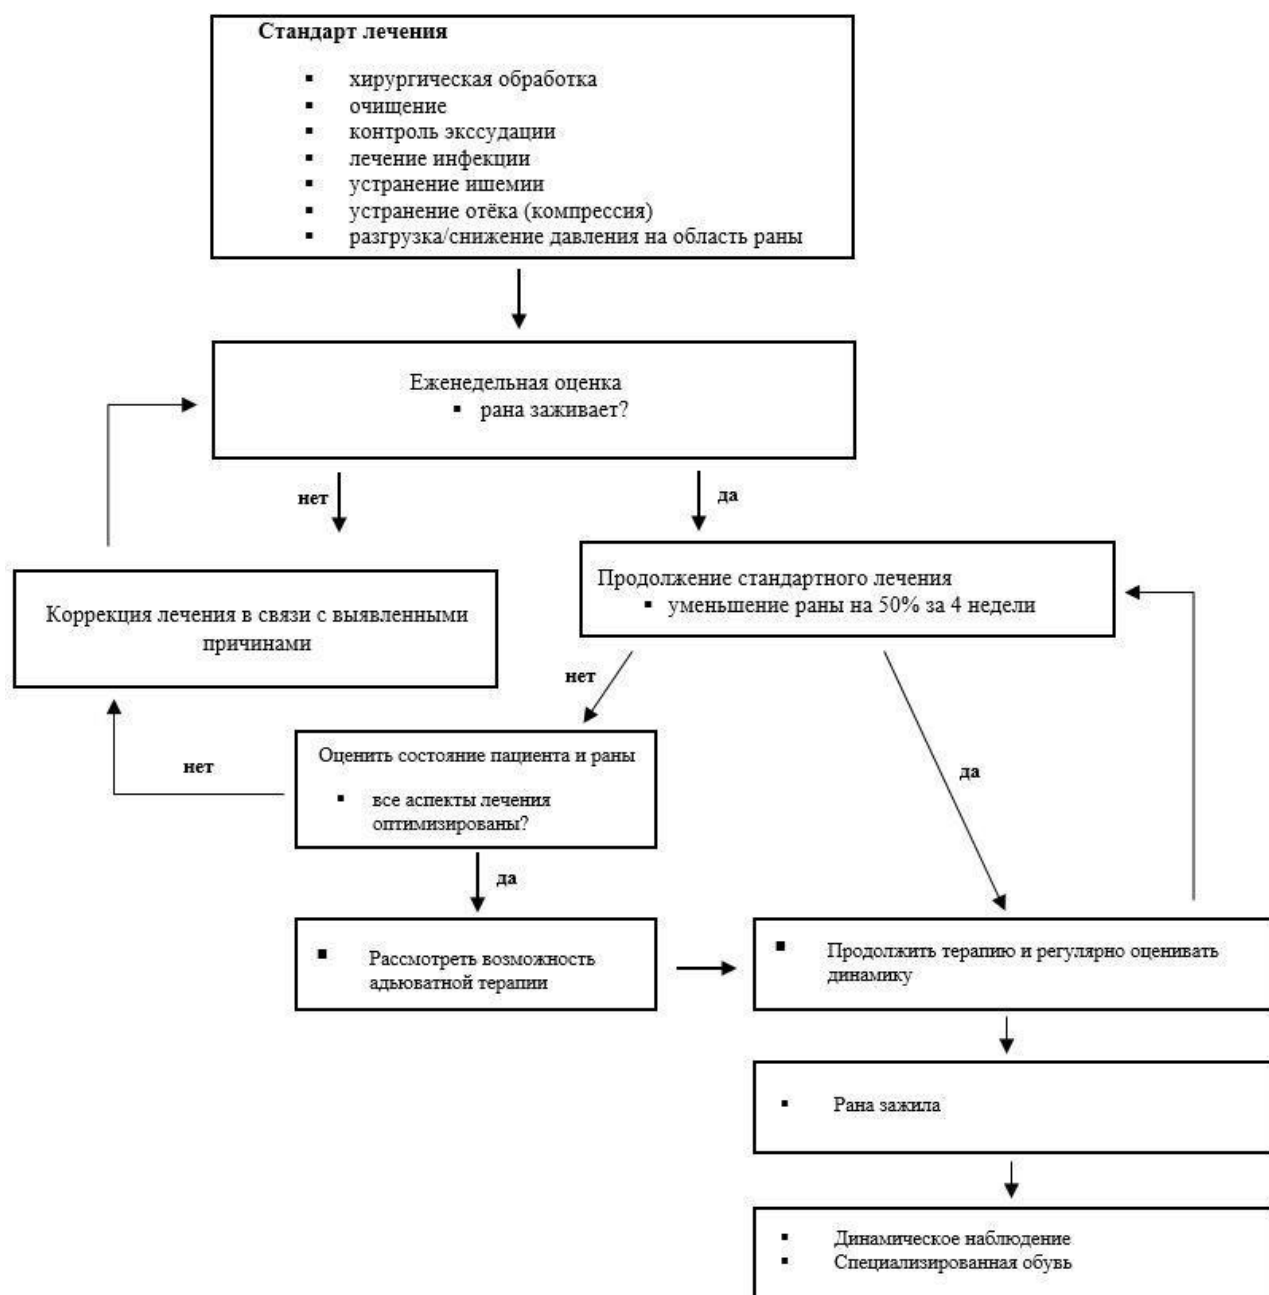 Стандарт лечения
▪ хирургическая обработка
▪ очищение
▪ контроль экссудации
▪ лечение инфекции
▪ устранение ишемии
▪ устранение отёка (компрессия)
▪ разгрузка/снижение давления на область раны
Еженедельная оценка
▪ рана заживает?
нет
да
Продолжение стандартного лечения
▪ уменьшение раны на 50% за 4 недели
Коррекция лечения в связи с выявленными
причинами
нет
да
нет
Оценить состояние пациента и раны
▪ все аспекты лечения
оптимизированы?
да
▪ Рассмотреть возможность
адьюватной терапии
▪ Продолжить терапию и регулярно оценивать
динамику
▪ Рана зажила
▪ Динамическое наблюдение
▪ Специализированная обувь